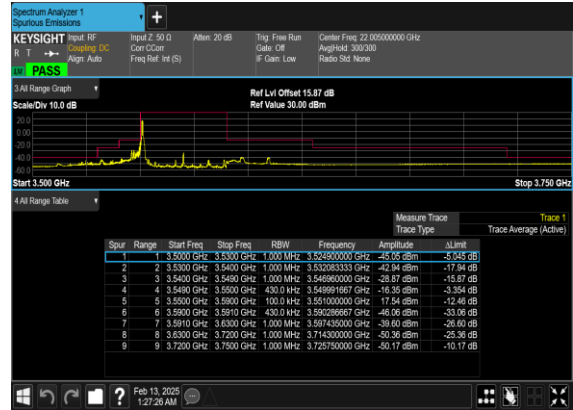 Spectrum Analyzer 1
Spurious Emissions
KEYSIGHT Input: RF Input Z: 50 Ω Atten: 20 dB Trig: Free Run Center Freq: 22.005000000 GHz
R T Coupling: DC Corr CCorr Gate: Off Avg|Hold: 300/300
Align: Auto Freq Ref: Int (S) IF Gain: Low Radio Std: None
PASS
3 All Range Graph
Ref Lvl Offset 15.87 dB
Scale/Div 10.0 dB Ref Value 30.00 dBm
20.0
0.00
-20.0
-40.0
-60.0
Start 3.500 GHz Stop 3.750 GHz
4 All Range Table
Measure Trace Trace 1
Trace Type Trace Average (Active)
Spur Range Start Freq Stop Freq RBW Frequency Amplitude ΔLimit
1 1 3.5000 GHz 3.5300 GHz 1.000 MHz 3.524900000 GHz -45.05 dBm -5.045 dB
2 2 3.5300 GHz 3.5400 GHz 1.000 MHz 3.532083333 GHz -42.94 dBm -17.94 dB
3 3 3.5400 GHz 3.5490 GHz 1.000 MHz 3.546960000 GHz -28.87 dBm -15.87 dB
4 4 3.5490 GHz 3.5500 GHz 430.0 kHz 3.549991667 GHz -16.35 dBm -3.354 dB
5 5 3.5500 GHz 3.5900 GHz 100.0 kHz 3.551000000 GHz 17.54 dBm -12.46 dB
6 6 3.5900 GHz 3.5910 GHz 430.0 kHz 3.590286667 GHz -46.06 dBm -33.06 dB
7 7 3.5910 GHz 3.6300 GHz 1.000 MHz 3.597435000 GHz -39.60 dBm -26.60 dB
8 8 3.6300 GHz 3.7200 GHz 1.000 MHz 3.714300000 GHz -50.36 dBm -25.36 dB
9 9 3.7200 GHz 3.7500 GHz 1.000 MHz 3.725750000 GHz -50.17 dBm -10.17 dB
? Feb 13, 2025
1:27:26 AM